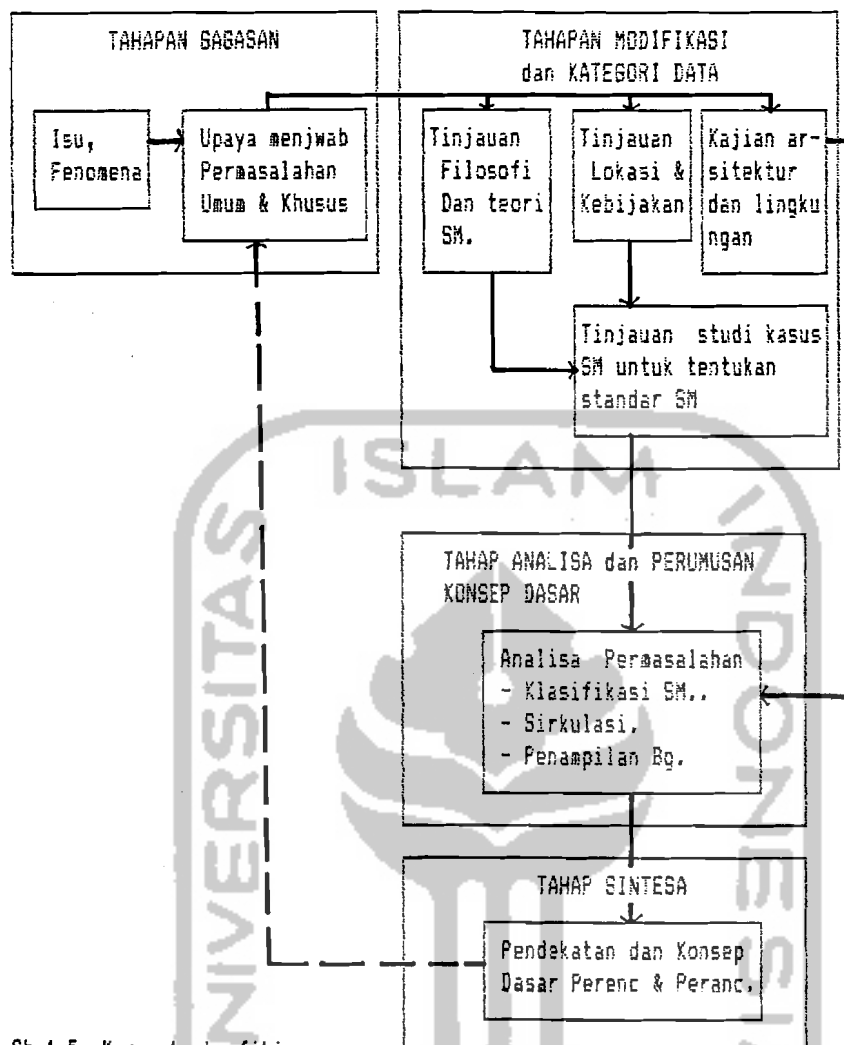 TAHAPAN GAGASAN
Isu,
Fenomena
Upaya menjwab
Permasalahan
Umum & Khusus
TAHAPAN MODIFIKASI
dan KATEGORI DATA
Tinjauan
Filosofi
Dan teori
SM.
Tinjauan
Lokasi &
Kebijakan
Kajian ar-
sitektur
dan lingku
ngan
Tinjauan studi kasus
SM untuk tentukan
standar SM
TAHAP ANALISA dan PERUMUSAN
KONSEP DASAR
Analisa Permasalahan
- Klasifikasi SM..
- Sirkulasi.
- Penampilan Bg.
TAHAP SINTESA
Pendekatan dan Konsep
Dasar Perenc & Peranc.
UNIVERSITAS
ISLAM
INDONESIA